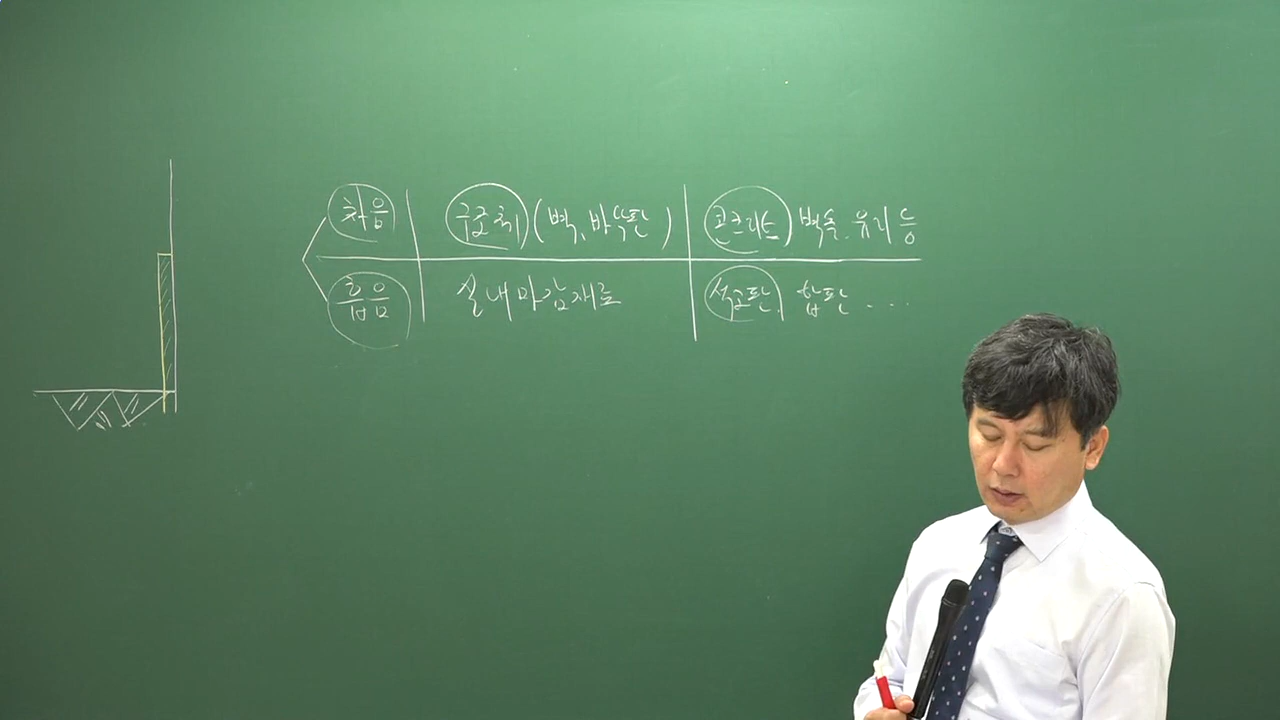 차음 구조체 (벽, 바닥판) 콘크리트 벽돌. 유리 등
흡음 실내마감재료 석고판, 합판 ...